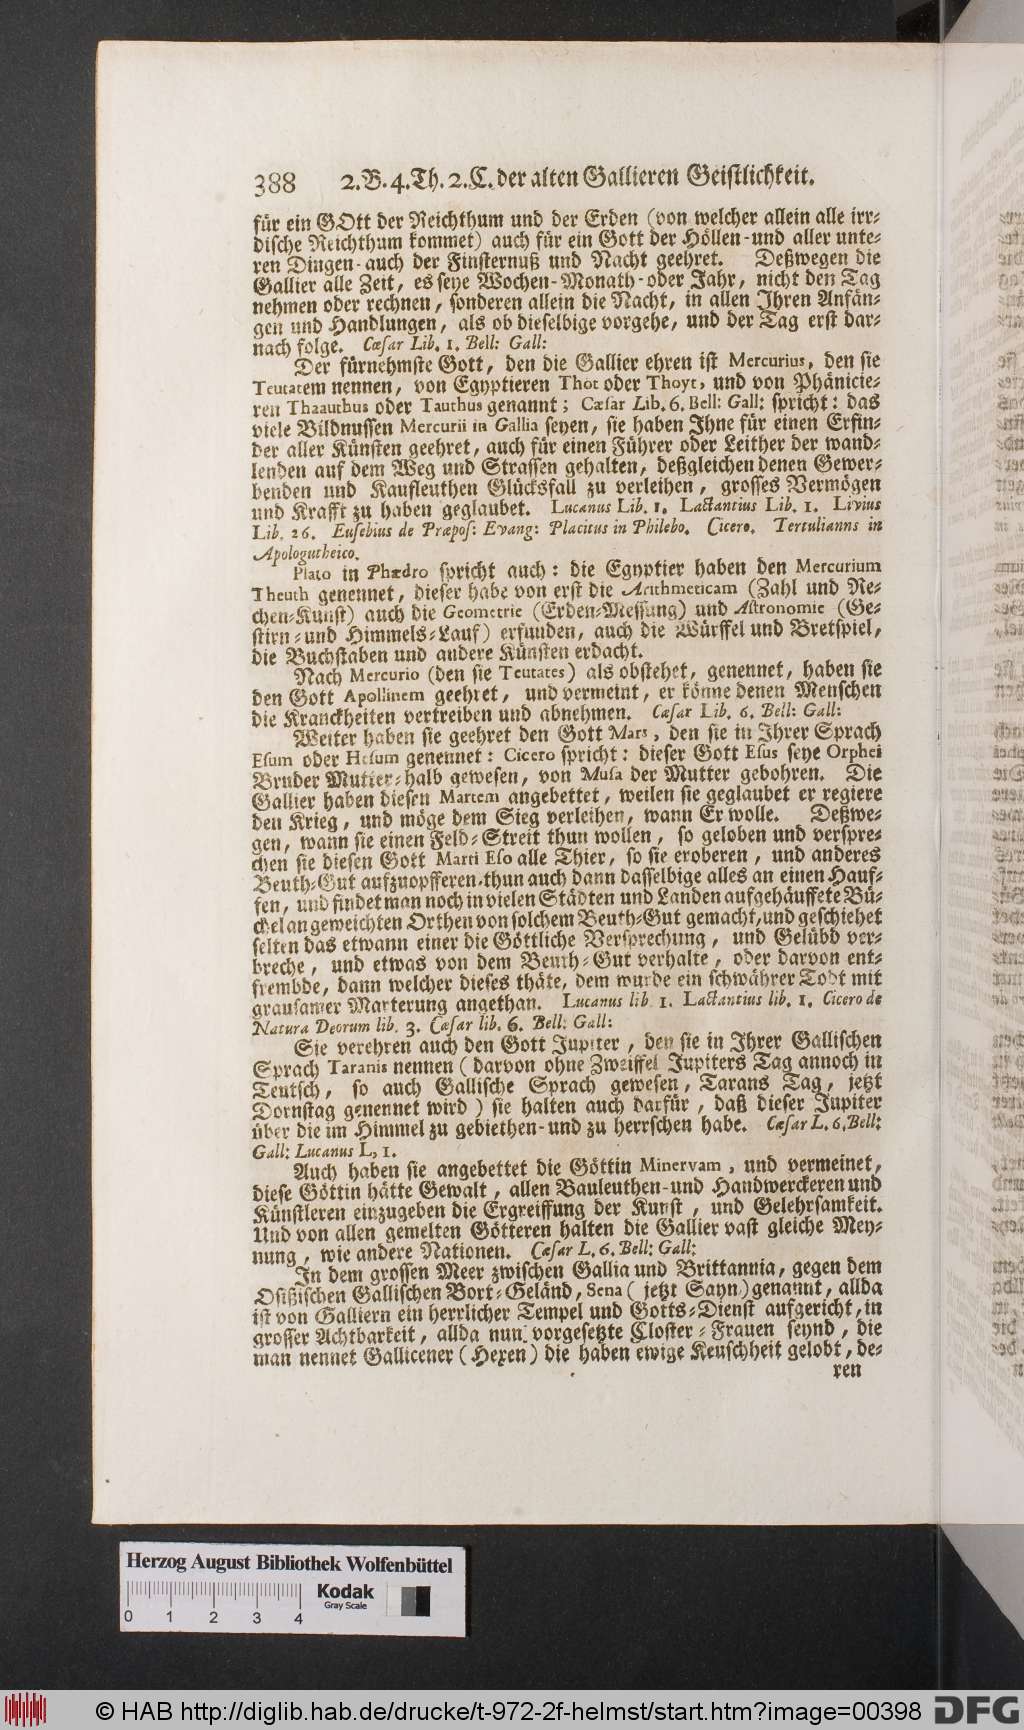 388 2. B. 4. Th. 2. C. der alten Gallieren Geistlichkeit.
für ein GOtt der Reichthum und der Erden (von welcher allein alle irr-
dische Reichthum kommet) auch für ein Gott der Höllen-und aller unte-
ren Dingen-auch der Finsternuß und Nacht geehret. Deßwegen die
Gallier alle Zeit, es seye Wochen-Monath-oder Jahr, nicht den Tag
nehmen oder rechnen, sonderen allein die Nacht, in allen Ihren Anfän-
gen und Handlungen, als ob dieselbige vorgehe, und der Tag erst dar-
nach folge. Cæsar Lib. 1. Bell: Gall:
Der fürnehmste Gott, den die Gallier ehren ist Mercurius, den sie
Teutatem nennen, von Egyptieren Thot oder Thoyt, und von Phänicie-
ren Thaauthus oder Tauthus genannt; Cæsar Lib. 6. Bell: Gall: spricht: das
viele Bildnussen Mercurii in Gallia seyen, sie haben Ihne für einen Erfin-
der aller Künsten geehret, auch für einen Führer oder Leither der wand-
lenden auf dem Weg und Strassen gehalten, deßgleichen denen Gewer-
benden und Kaufleuthen Glücksfall zu verleihen, grosses Vermögen
und Krafft zu haben geglaubet. Lucanus Lib. 1. Lactantius Lib. 1. Livius
Lib. 26. Eusebius de Præpos: Evang: Placitus in Philebo. Cicero. Tertulianns in
Apologutheico.
Plato in Phædro spricht auch: die Egyptier haben den Mercurium
Theuth genennet, dieser habe von erst die Arithmeticam (Zahl und Re-
chen-Kunst) auch die Geometrie (Erden-Messung) und Astronomie (Ge-
stirn-und Himmels-Lauf) erfunden, auch die Würffel und Bretspiel,
die Buchstaben und andere Künsten erdacht.
Nach Mercurio (den sie Teutates) als obstehet, genennet, haben sie
den Gott Apollinem geehret, und vermeint, er könne denen Menschen
die Kranckheiten vertreiben und abnehmen. Cæsar Lib. 6. Bell: Gall:
Weiter haben sie geehret den Gott Mars, den sie in Ihrer Sprach
Esum oder Hesum genennet: Cicero spricht: dieser Gott Esus seye Orphei
Bruder Mutter-halb gewesen, von Musa der Mutter gebohren. Die
Gallier haben diesen Martem angebettet, weilen sie geglaubet er regiere
den Krieg, und möge dem Sieg verleihen, wann Er wolle. Deßwe-
gen, wann sie einen Feld-Streit thun wollen, so geloben und verspre-
chen sie diesen Gott Marti Eso alle Thier, so sie eroberen, und anderes
Beuth-Gut aufzuopfferen-thun auch dann dasselbige alles an einen Hauf-
fen, und findet man noch in vielen Städten und Landen aufgehäuffete Bü-
chel an geweichten Orthen von solchem Beuth-Gut gemacht, und geschiehet
selten das etwann einer die Göttliche Versprechung, und Gelübd ver-
breche, und etwas von dem Beuth-Gut verhalte, oder darvon ent-
frembde, dann welcher dieses thäte, dem wurde ein schwährer Todt mit
grausamer Marterung angethan. Lucanus lib. 1. Lactantius lib. 1. Cicero de
Natura Deorum lib. 3. Cæsar lib. 6. Bell: Gall:
Sie verehren auch den Gott Jupiter, den sie in Ihrer Gallischen
Sprach Taranis nennen (darvon ohne Zweiffel Jupiters Tag annoch in
Teutsch, so auch Gallische Sprach gewesen, Tarans Tag, jetzt
Dornstag genennet wird) sie halten auch darfür, daß dieser Jupiter
über die im Himmel zu gebiethen-und zu herrschen habe. Cæsar L. 6. Bell:
Gall: Lucanus L, 1.
Auch haben sie angebettet die Göttin Minervam, und vermeinet,
diese Göttin hätte Gewalt, allen Bauleuthen-und Handwerckeren und
Künstleren einzugeben die Ergreiffung der Kunst, und Gelehrsamkeit.
Und von allen gemelten Götteren halten die Gallier vast gleiche Mey-
nung, wie andere Nationen. Cæsar L. 6. Bell: Gall:
In dem grossen Meer zwischen Gallia und Brittannia, gegen dem
Osißischen Gallischen Bort-Geländ, Sena (jetzt Sayn) genannt, allda
ist von Galliern ein herrlicher Tempel und Gotts-Dienst aufgericht, in
grosser Achtbarkeit, allda nun vorgesetzte Closter-Frauen seynd, die
man nennet Gallicener (Hexen) die haben ewige Keuschheit gelobt, de-
ren
Herzog August Bibliothek Wolfenbüttel
Kodak
Gray Scale
0 1 2 3 4
© HAB http://diglib.hab.de/drucke/t-972-2f-helmst/start.htm?image=00398 DFG